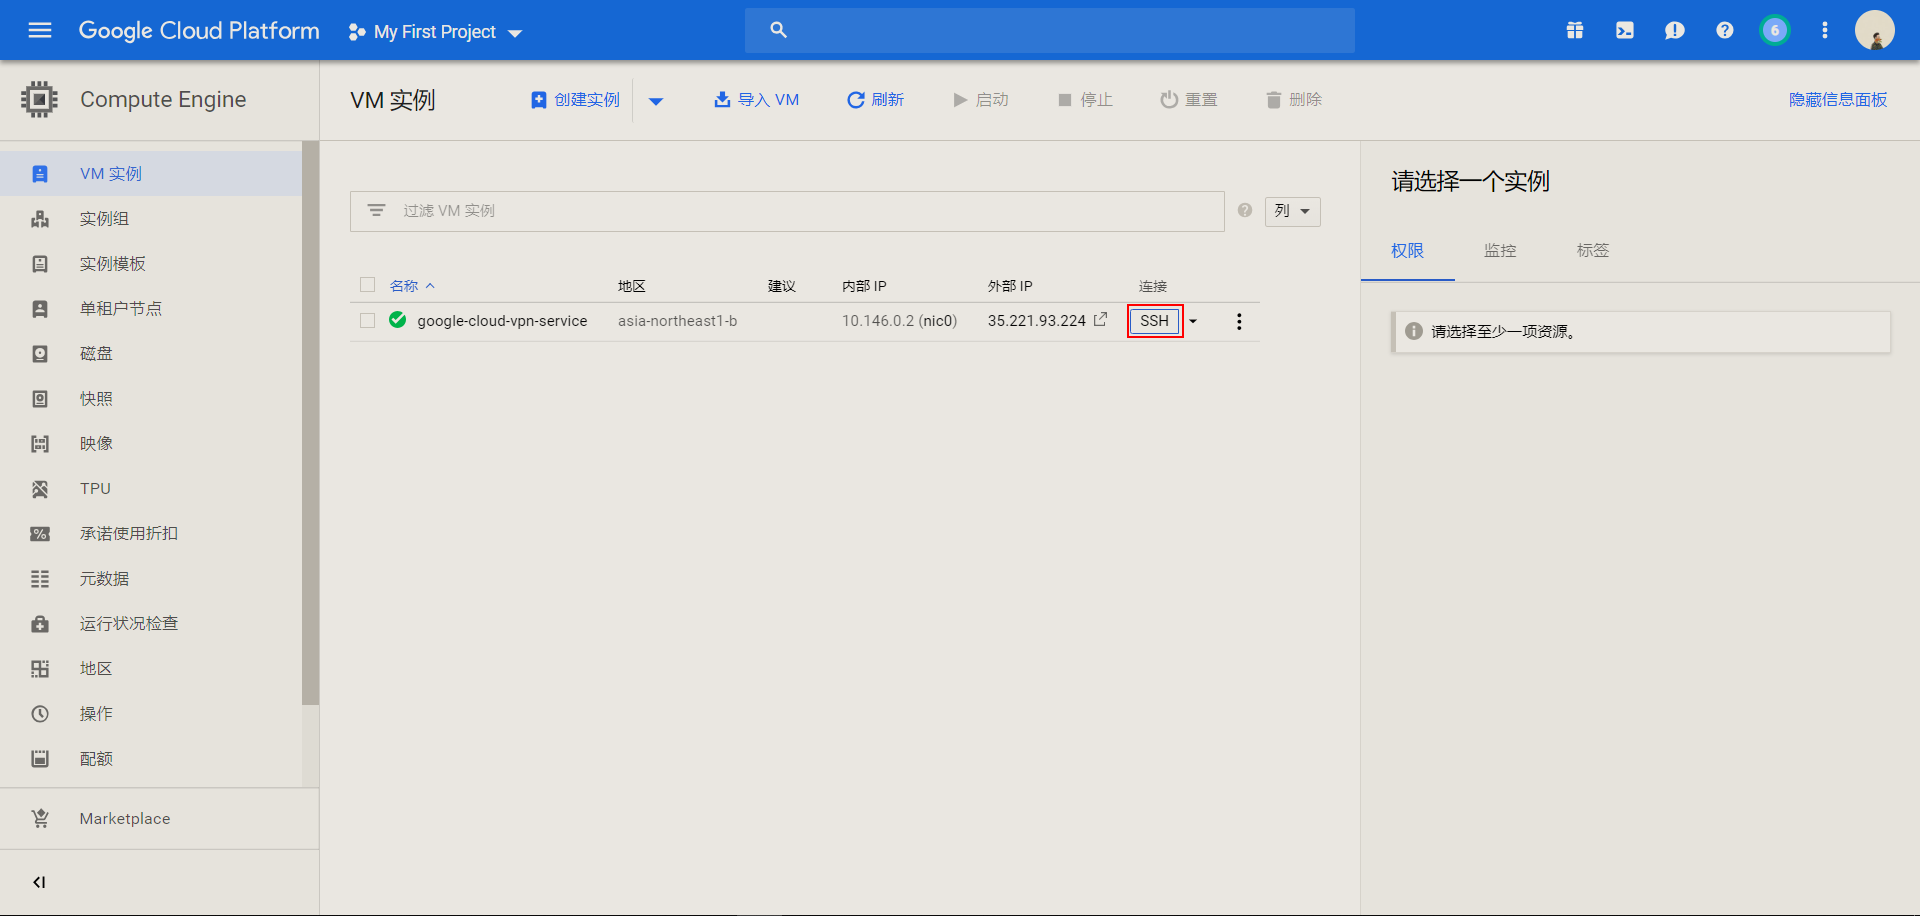 Google Cloud Platform
My First Project
6
Compute Engine
VM 实例
创建实例
导入 VM
刷新
启动
停止
重置
删除
隐藏信息面板
VM 实例
实例组
实例模板
单租户节点
磁盘
快照
映像
TPU
承诺使用折扣
元数据
运行状况检查
地区
操作
配额
Marketplace
过滤 VM 实例
列
名称 地区 建议 内部 IP 外部 IP 连接
google-cloud-vpn-service asia-northeast1-b 10.146.0.2 (nic0) 35.221.93.224 SSH
请选择一个实例
权限 监控 标签
请选择至少一项资源。